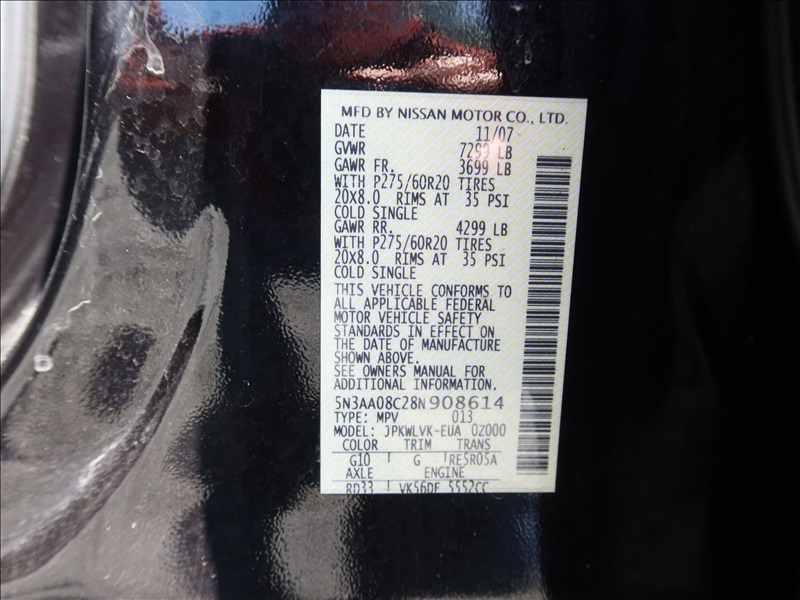 MFD BY NISSAN MOTOR CO., LTD.
DATE 11/07
GVWR 7299 LB
GAWR FR. 3699 LB
WITH P275/60R20 TIRES
20X8.0 RIMS AT 35 PSI
COLD SINGLE
GAWR RR. 4299 LB
WITH P275/60R20 TIRES
20X8.0 RIMS AT 35 PSI
COLD SINGLE
THIS VEHICLE CONFORMS TO
ALL APPLICABLE FEDERAL
MOTOR VEHICLE SAFETY
STANDARDS IN EFFECT ON
THE DATE OF MANUFACTURE
SHOWN ABOVE.
SEE OWNERS MANUAL FOR
ADDITIONAL INFORMATION.
5N3AA08C28N908614
TYPE: MPV 013
MODEL: JPKWLVK-EUA 0Z000
COLOR TRIM TRANS
G10 G RE5R05A
AXLE ENGINE
RD33 VK56DE 5552CC